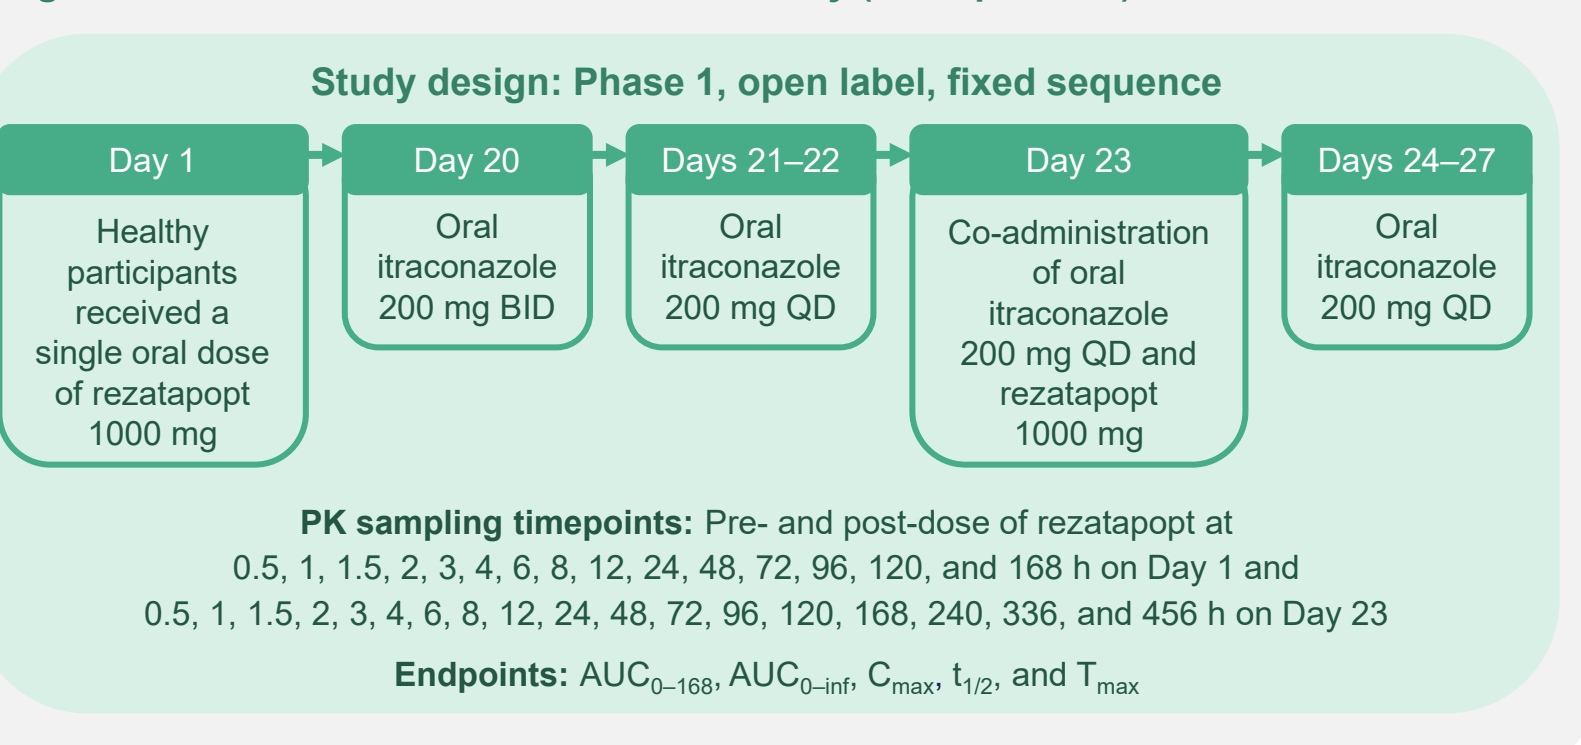 Study design: Phase 1, open label, fixed sequence
Day 1
Healthy
participants
received a
single oral dose
of rezatapopt
1000 mg
Day 20
Oral
itraconazole
200 mg BID
Days 21–22
Oral
itraconazole
200 mg QD
Day 23
Co-administration
of oral
itraconazole
200 mg QD and
rezatapopt
1000 mg
Days 24–27
Oral
itraconazole
200 mg QD
PK sampling timepoints: Pre- and post-dose of rezatapopt at
0.5, 1, 1.5, 2, 3, 4, 6, 8, 12, 24, 48, 72, 96, 120, and 168 h on Day 1 and
0.5, 1, 1.5, 2, 3, 4, 6, 8, 12, 24, 48, 72, 96, 120, 168, 240, 336, and 456 h on Day 23
Endpoints: AUC0–168, AUC0–inf, Cmax, t1/2, and Tmax